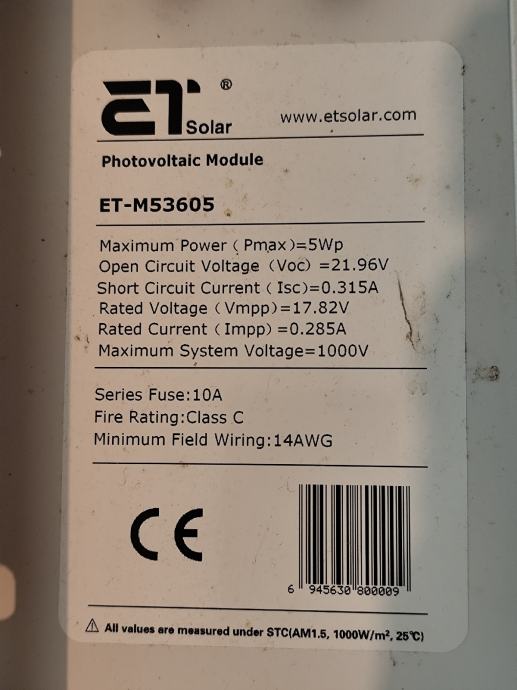 ET ®
Solar
www.etsolar.com
Photovoltaic Module
ET-M53605
Maximum Power ( Pmax )=5Wp
Open Circuit Voltage (Voc) =21.96V
Short Circuit Current ( Isc)=0.315A
Rated Voltage (Vmpp)=17.82V
Rated Current (Impp) =0.285A
Maximum System Voltage=1000V
Series Fuse:10A
Fire Rating:Class C
Minimum Field Wiring:14AWG
CE
6 945630 800009
⚠ All values are measured under STC(AM1.5, 1000W/m², 25℃)